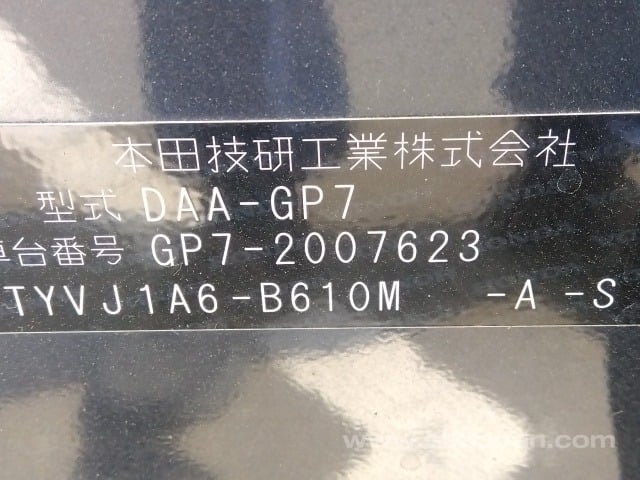 本田技研工業株式会社
型式 DAA-GP7
車台番号 GP7-2007623
TYVJ1A6-B610M -A -S